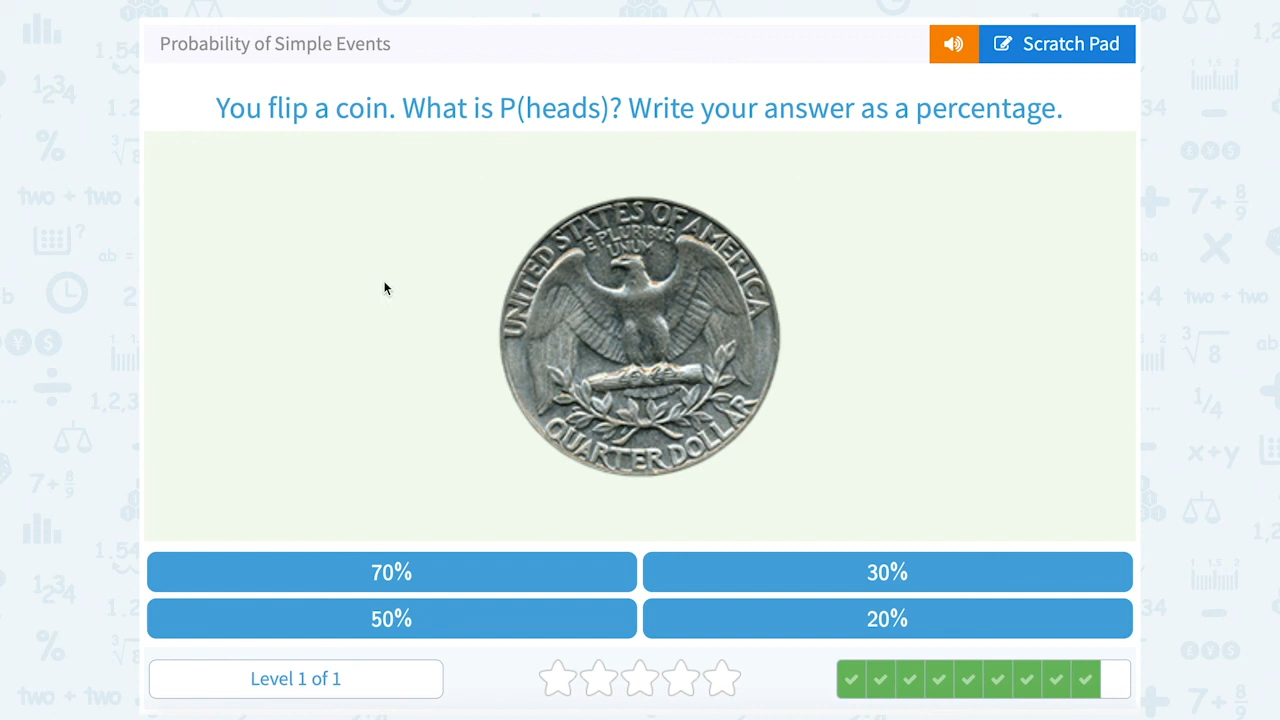 Probability of Simple Events
Scratch Pad
You flip a coin. What is P(heads)? Write your answer as a percentage.
UNITED STATES OF AMERICA
E PLURIBUS
UNUM
QUARTER DOLLAR
70%
30%
50%
20%
Level 1 of 1